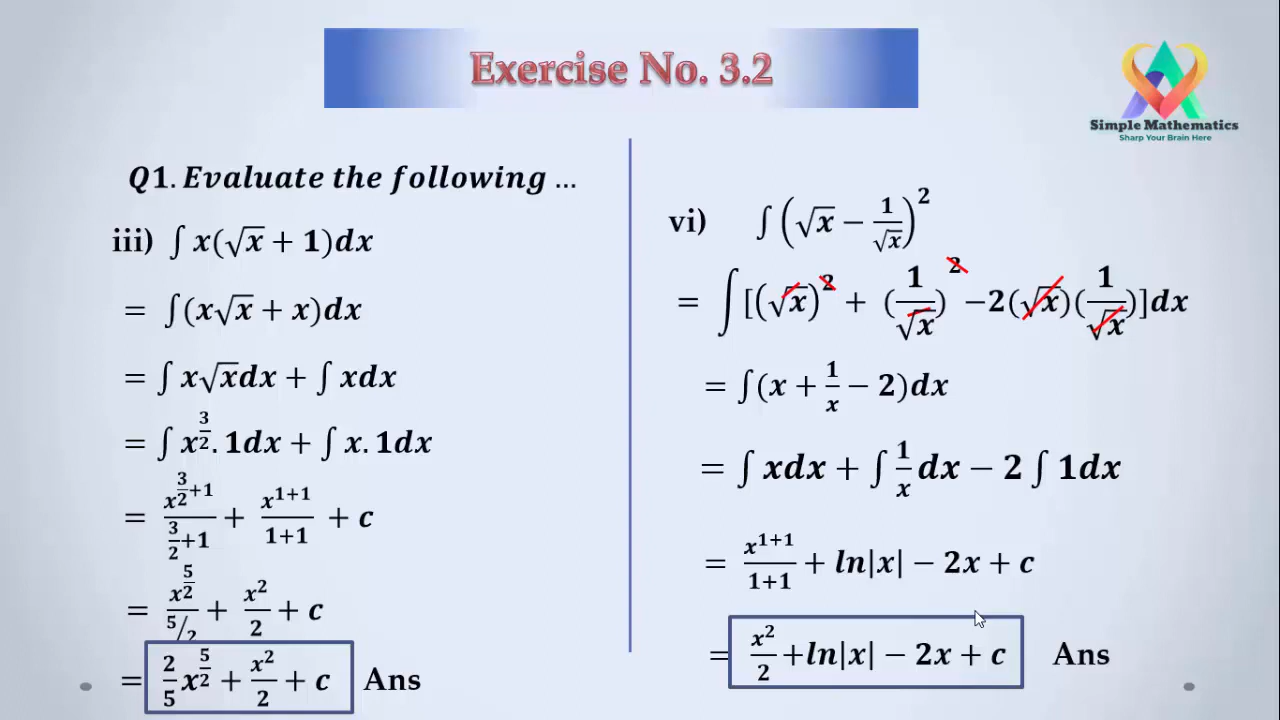 Exercise No. 3.2
Simple Mathematics
Sharp Your Brain Here
Q1. Evaluate the following ...
iii) ∫ x(√x + 1)dx
= ∫(x√x + x)dx
= ∫ x√xdx + ∫ xdx
= ∫ x^(3/2). 1dx + ∫ x. 1dx
= x^(3/2+1)/(3/2+1) + x^(1+1)/(1+1) + c
= x^(5/2)/(5/2) + x²/2 + c
= 2/5 x^(5/2) + x²/2 + c Ans
vi) ∫(√x − 1/√x)²
= ∫[(√x)² + (1/√x)² −2(√x)(1/√x)]dx
= ∫(x + 1/x − 2)dx
= ∫ xdx + ∫ 1/x dx − 2 ∫ 1dx
= x^(1+1)/(1+1) + ln|x| − 2x + c
= x²/2 +ln|x| − 2x + c Ans